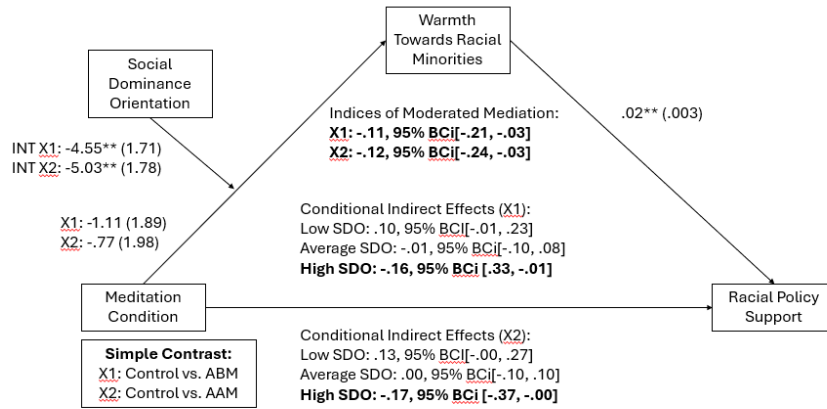 Warmth
Towards Racial
Minorities
Social
Dominance
Orientation
Indices of Moderated Mediation:
X1: -.11, 95% BCi[-.21, -.03]
X2: -.12, 95% BCi[-.24, -.03]
.02** (.003)
INT X1: -4.55** (1.71)
INT X2: -5.03** (1.78)
X1: -1.11 (1.89)
X2: -.77 (1.98)
Conditional Indirect Effects (X1):
Low SDO: .10, 95% BCI[-.01, .23]
Average SDO: -.01, 95% BCi[-.10, .08]
High SDO: -.16, 95% BCi [.33, -.01]
Meditation
Condition
Racial Policy
Support
Simple Contrast:
X1: Control vs. ABM
X2: Control vs. AAM
Conditional Indirect Effects (X2):
Low SDO: .13, 95% BCI[-.00, .27]
Average SDO: .00, 95% BCi[-.10, .10]
High SDO: -.17, 95% BCi [-.37, -.00]